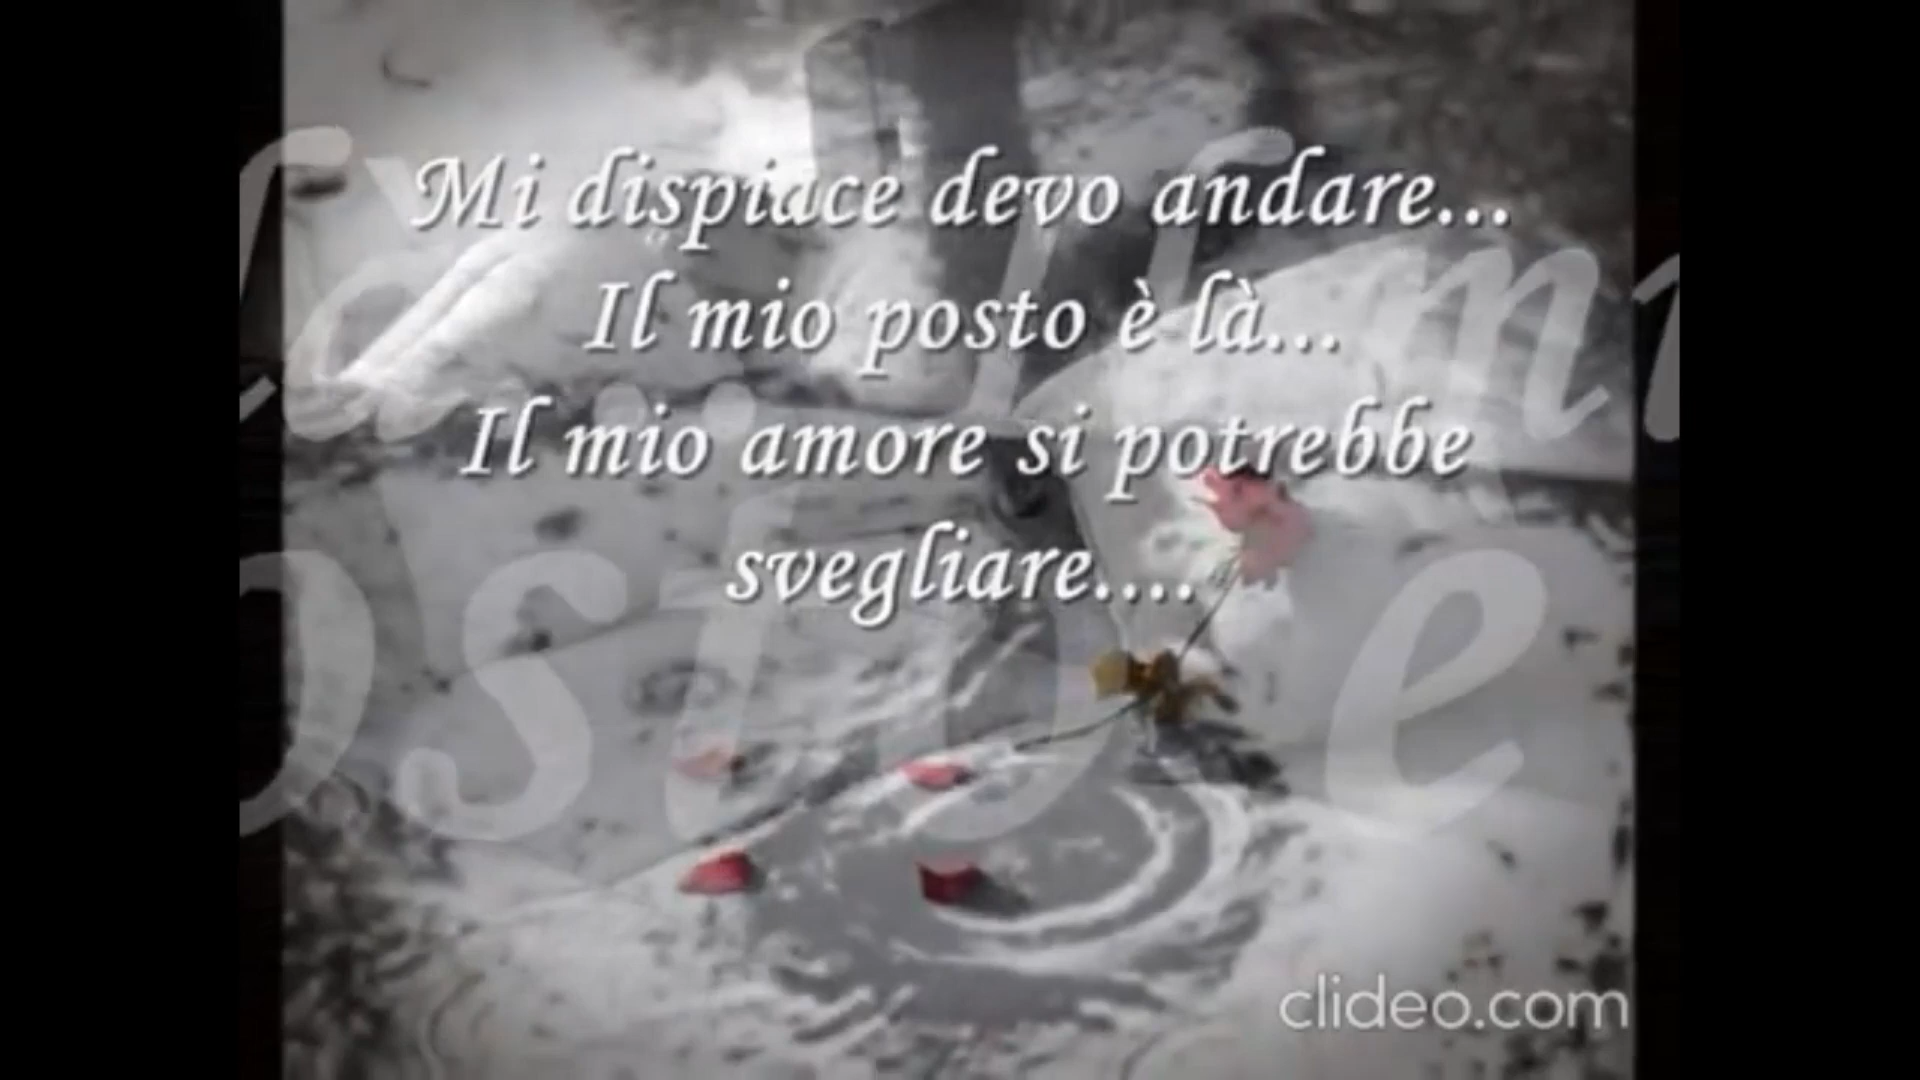 Mi dispiace devo andare...
Il mio posto è là...
Il mio amore si potrebbe
svegliare....
clideo.com